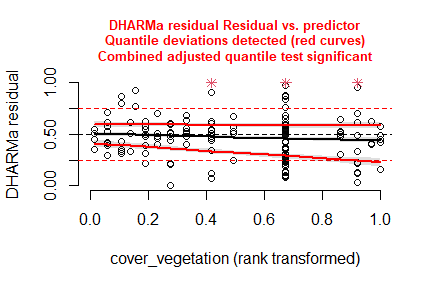 DHARMa residual Residual vs. predictor
Quantile deviations detected (red curves)
Combined adjusted quantile test significant
DHARMa residual
1.00
0.50
0.00
0.0 0.2 0.4 0.6 0.8 1.0
cover_vegetation (rank transformed)